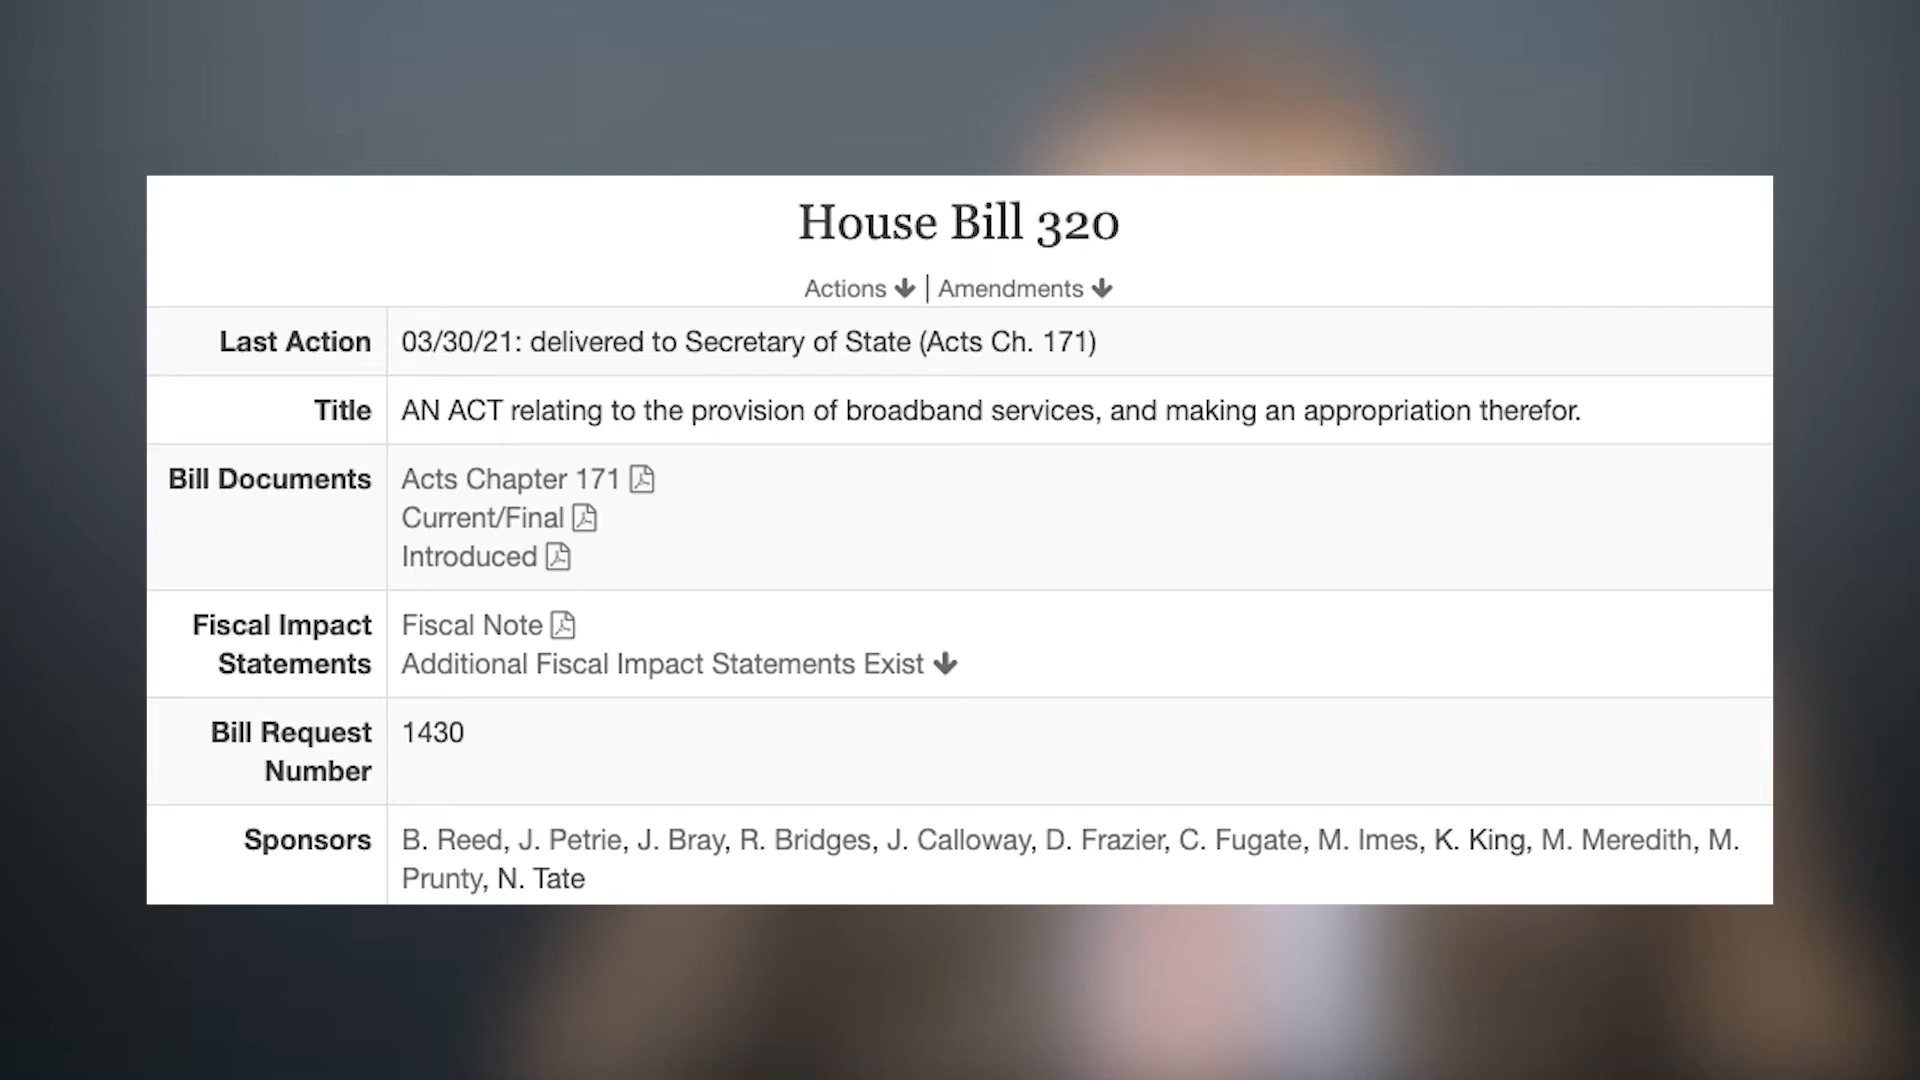 House Bill 320
Actions | Amendments
Last Action 03/30/21: delivered to Secretary of State (Acts Ch. 171)
Title AN ACT relating to the provision of broadband services, and making an appropriation therefor.
Bill Documents Acts Chapter 171
Current/Final
Introduced
Fiscal Impact Fiscal Note
Statements Additional Fiscal Impact Statements Exist
Bill Request 1430
Number
Sponsors B. Reed, J. Petrie, J. Bray, R. Bridges, J. Calloway, D. Frazier, C. Fugate, M. Imes, K. King, M. Meredith, M.
Prunty, N. Tate